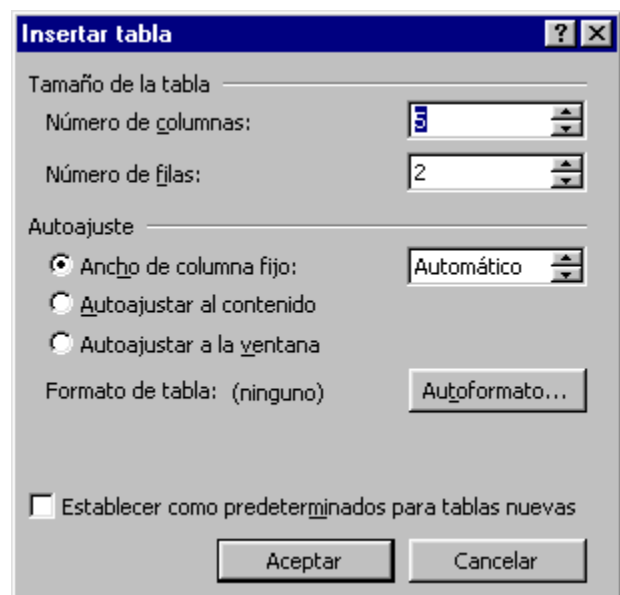 Insertar tabla
Tamaño de la tabla
Número de columnas: 5
Número de filas: 2
Autoajuste
Ancho de columna fijo: Automático
Autoajustar al contenido
Autoajustar a la ventana
Formato de tabla: (ninguno) Autoformato...
Establecer como predeterminados para tablas nuevas
Aceptar Cancelar